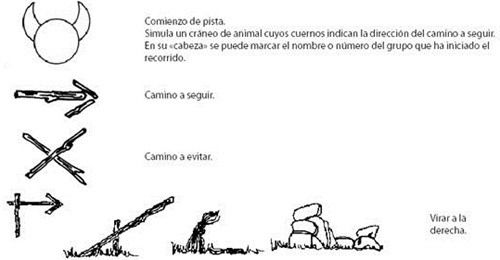 Comienzo de pista.
Simula un cráneo de animal cuyos cuernos indican la dirección del camino a seguir.
En su «cabeza» se puede marcar el nombre o número del grupo que ha iniciado el
recorrido.
Camino a seguir.
Camino a evitar.
Virar a la
derecha.